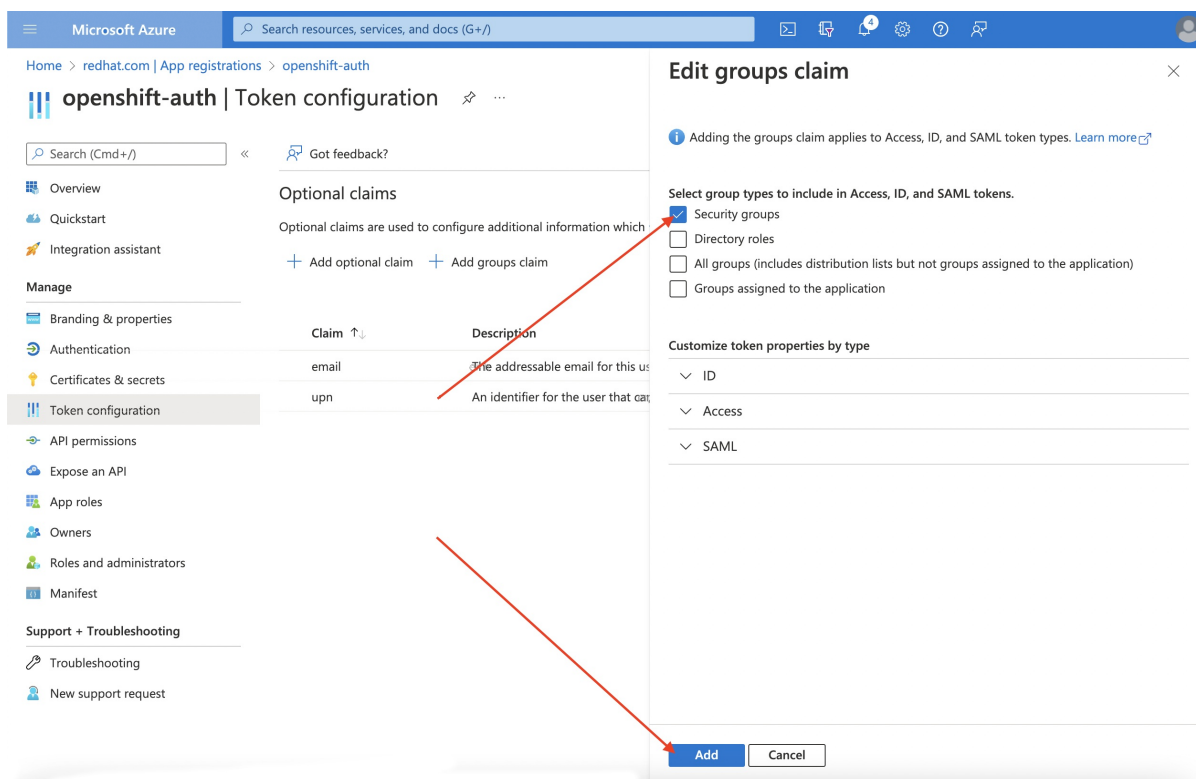 Microsoft Azure
Search resources, services, and docs (G+/)
4
Home > redhat.com | App registrations > openshift-auth
openshift-auth | Token configuration
Search (Cmd+/)
Overview
Quickstart
Integration assistant
Manage
Branding & properties
Authentication
Certificates & secrets
Token configuration
API permissions
Expose an API
App roles
Owners
Roles and administrators
Manifest
Support + Troubleshooting
Troubleshooting
New support request
Got feedback?
Optional claims
Optional claims are used to configure additional information which
Add optional claim Add groups claim
Claim Description
email The addressable email for this us
upn An identifier for the user that can
Edit groups claim
Adding the groups claim applies to Access, ID, and SAML token types. Learn more
Select group types to include in Access, ID, and SAML tokens.
Security groups
Directory roles
All groups (includes distribution lists but not groups assigned to the application)
Groups assigned to the application
Customize token properties by type
ID
Access
SAML
Add Cancel